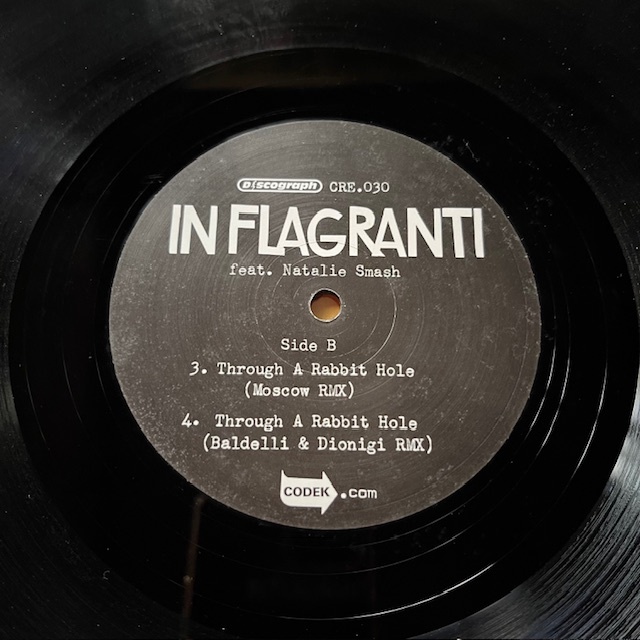 Discograph CRE.030
IN FLAGRANTI
feat. Natalie Smash
Side B
3. Through A Rabbit Hole
(Moscow RMX)
4. Through A Rabbit Hole
(Baldelli & Dionigi RMX)
CODEK .com